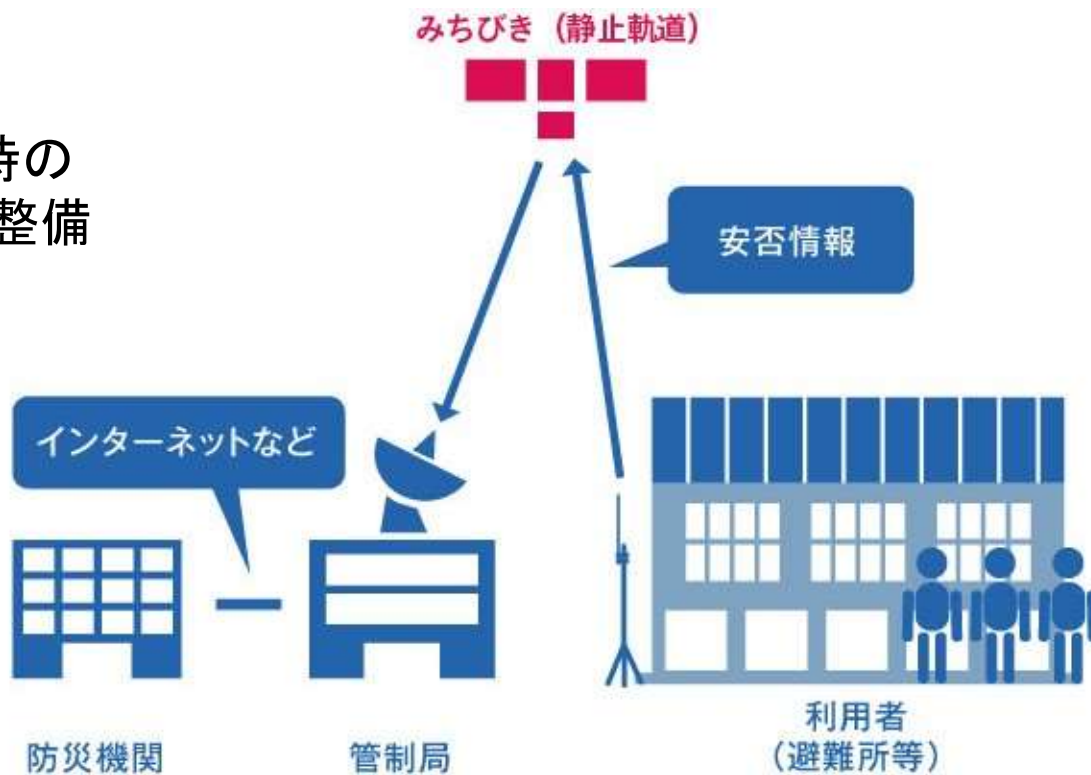 みちびき（静止軌道）
時の
整備
安否情報
インターネットなど
防災機関
管制局
利用者
（避難所等）